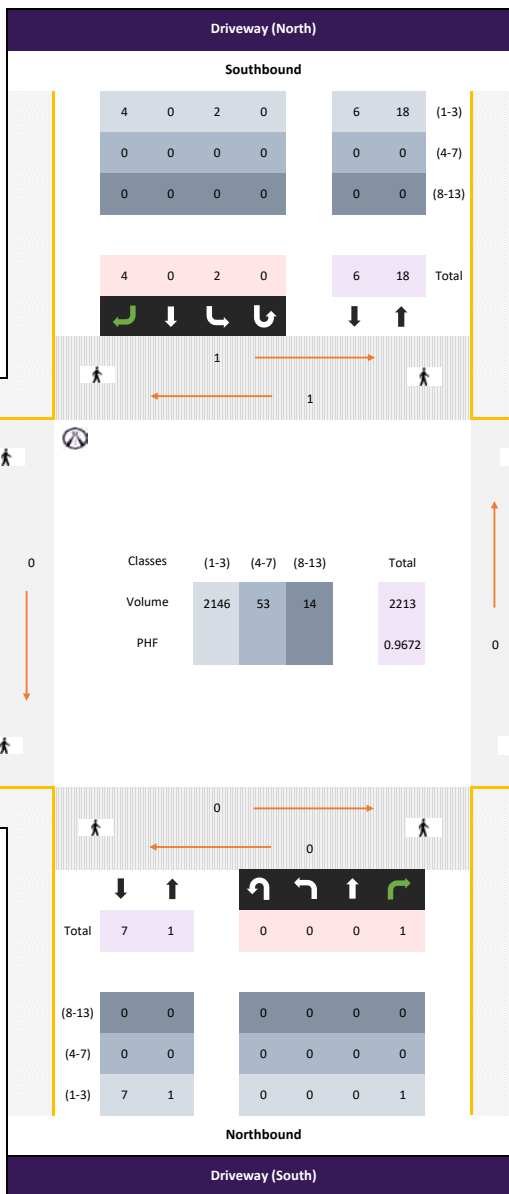 Driveway (North)
Southbound
4 0 2 0 6 18 (1-3)
0 0 0 0 0 0 (4-7)
0 0 0 0 0 0 (8-13)
4 0 2 0 6 18 Total
1
1
0
Classes (1-3) (4-7) (8-13) Total
Volume 2146 53 14 2213
PHF 0.9672
0
0
0
Total 7 1 0 0 0 1
(8-13) 0 0 0 0 0 0
(4-7) 0 0 0 0 0 0
(1-3) 7 1 0 0 0 1
Northbound
Driveway (South)